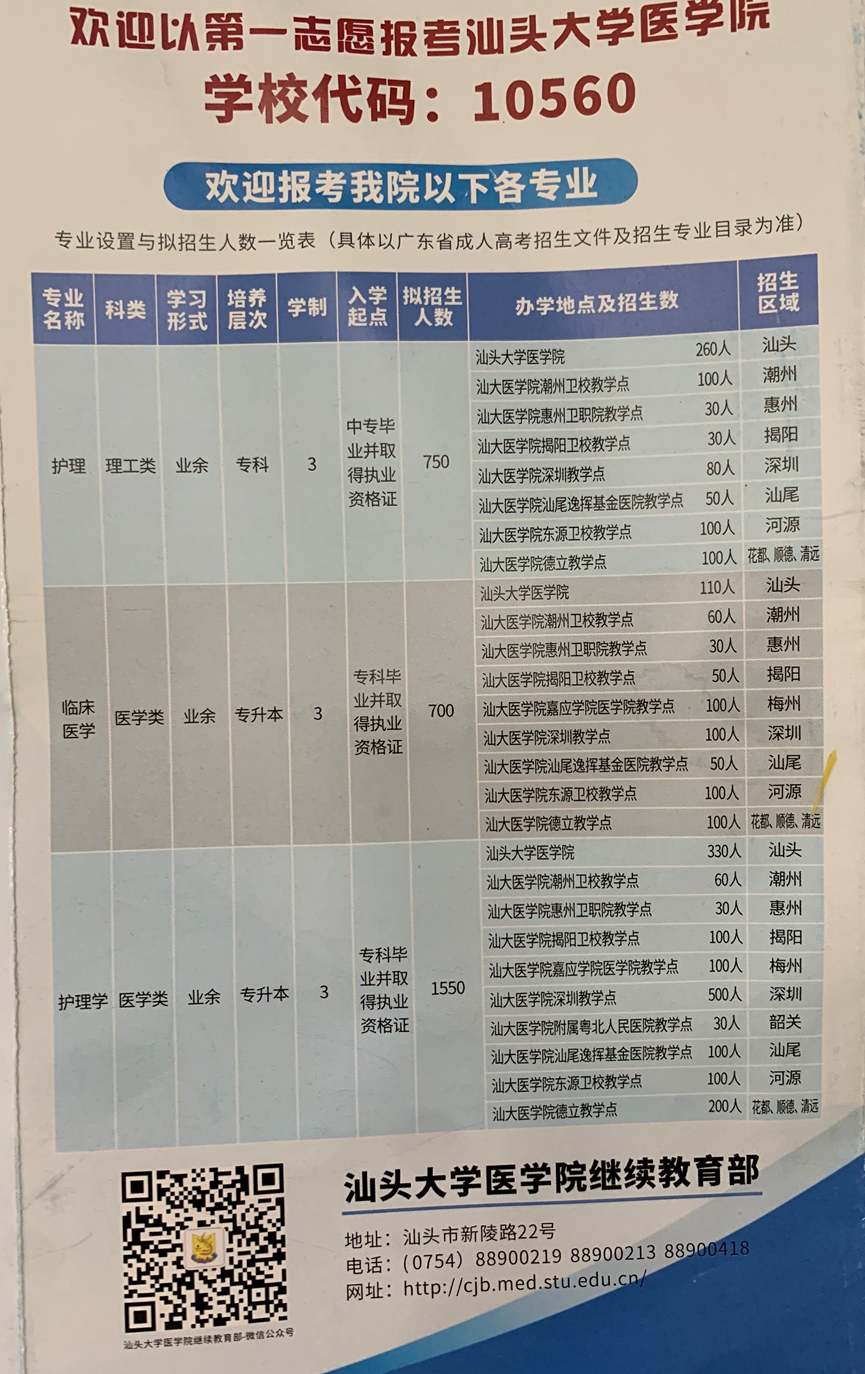 欢迎以第一志愿报考汕头大学医学院
学校代码：10560
欢迎报考我院以下各专业
专业设置与拟招生人数一览表（具体以广东省成人高考招生文件及招生专业目录为准）
专业名称 科类 学习形式 培养层次 学制 入学起点 拟招生人数 办学地点及招生数 招生区域
护理 理工类 业余 专科 3 中专毕业并取得执业资格证 750
汕头大学医学院 260人 汕头
汕大医学院潮州卫校教学点 100人 潮州
汕大医学院惠州卫职院教学点 30人 惠州
汕大医学院揭阳卫校教学点 30人 揭阳
汕大医学院深圳教学点 80人 深圳
汕大医学院汕尾逸挥基金医院教学点 50人 汕尾
汕大医学院东源卫校教学点 100人 河源
汕大医学院德立教学点 100人 花都、顺德、清远
临床医学 医学类 业余 专升本 3 专科毕业并取得执业资格证 700
汕头大学医学院 110人 汕头
汕大医学院潮州卫校教学点 60人 潮州
汕大医学院惠州卫职院教学点 30人 惠州
汕大医学院揭阳卫校教学点 50人 揭阳
汕大医学院嘉应学院医学院教学点 100人 梅州
汕大医学院深圳教学点 100人 深圳
汕大医学院汕尾逸挥基金医院教学点 50人 汕尾
汕大医学院东源卫校教学点 100人 河源
汕大医学院德立教学点 100人 花都、顺德、清远
护理学 医学类 业余 专升本 3 专科毕业并取得执业资格证 1550
汕头大学医学院 330人 汕头
汕大医学院潮州卫校教学点 60人 潮州
汕大医学院惠州卫职院教学点 30人 惠州
汕大医学院揭阳卫校教学点 100人 揭阳
汕大医学院嘉应学院医学院教学点 100人 梅州
汕大医学院深圳教学点 500人 深圳
汕大医学院附属粤北人民医院教学点 30人 韶关
汕大医学院汕尾逸挥基金医院教学点 100人 汕尾
汕大医学院东源卫校教学点 100人 河源
汕大医学院德立教学点 200人 花都、顺德、清远
汕头大学医学院继续教育部
地址：汕头市新陵路22号
电话：(0754) 88900219 88900213 88900418
网址：http://cjb.med.stu.edu.cn/
汕头大学医学院继续教育部-微信公众号